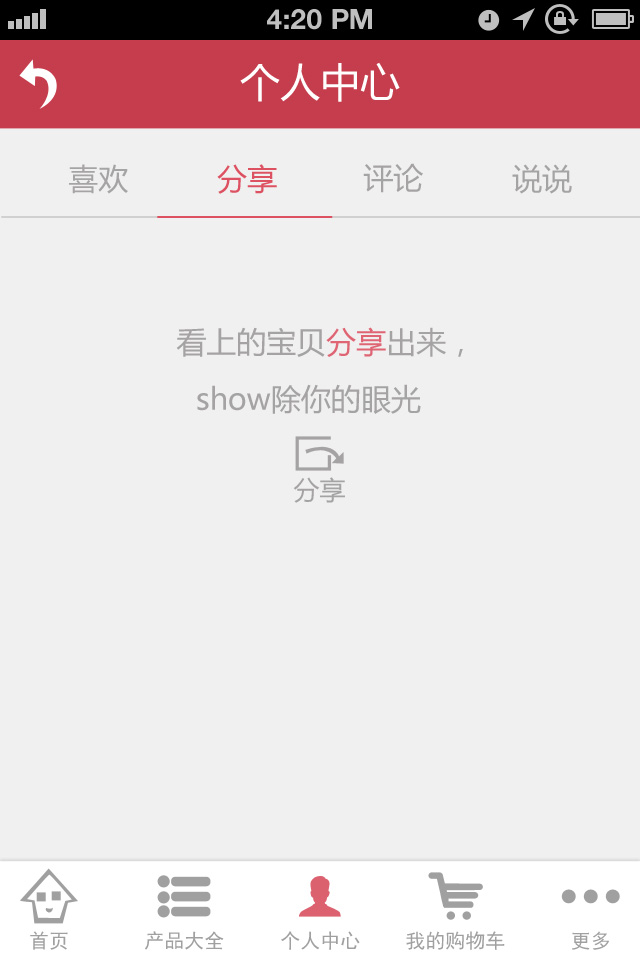 4:20 PM
个人中心
喜欢 分享 评论 说说
看上的宝贝分享出来，
show除你的眼光
分享
首页 产品大全 个人中心 我的购物车 更多